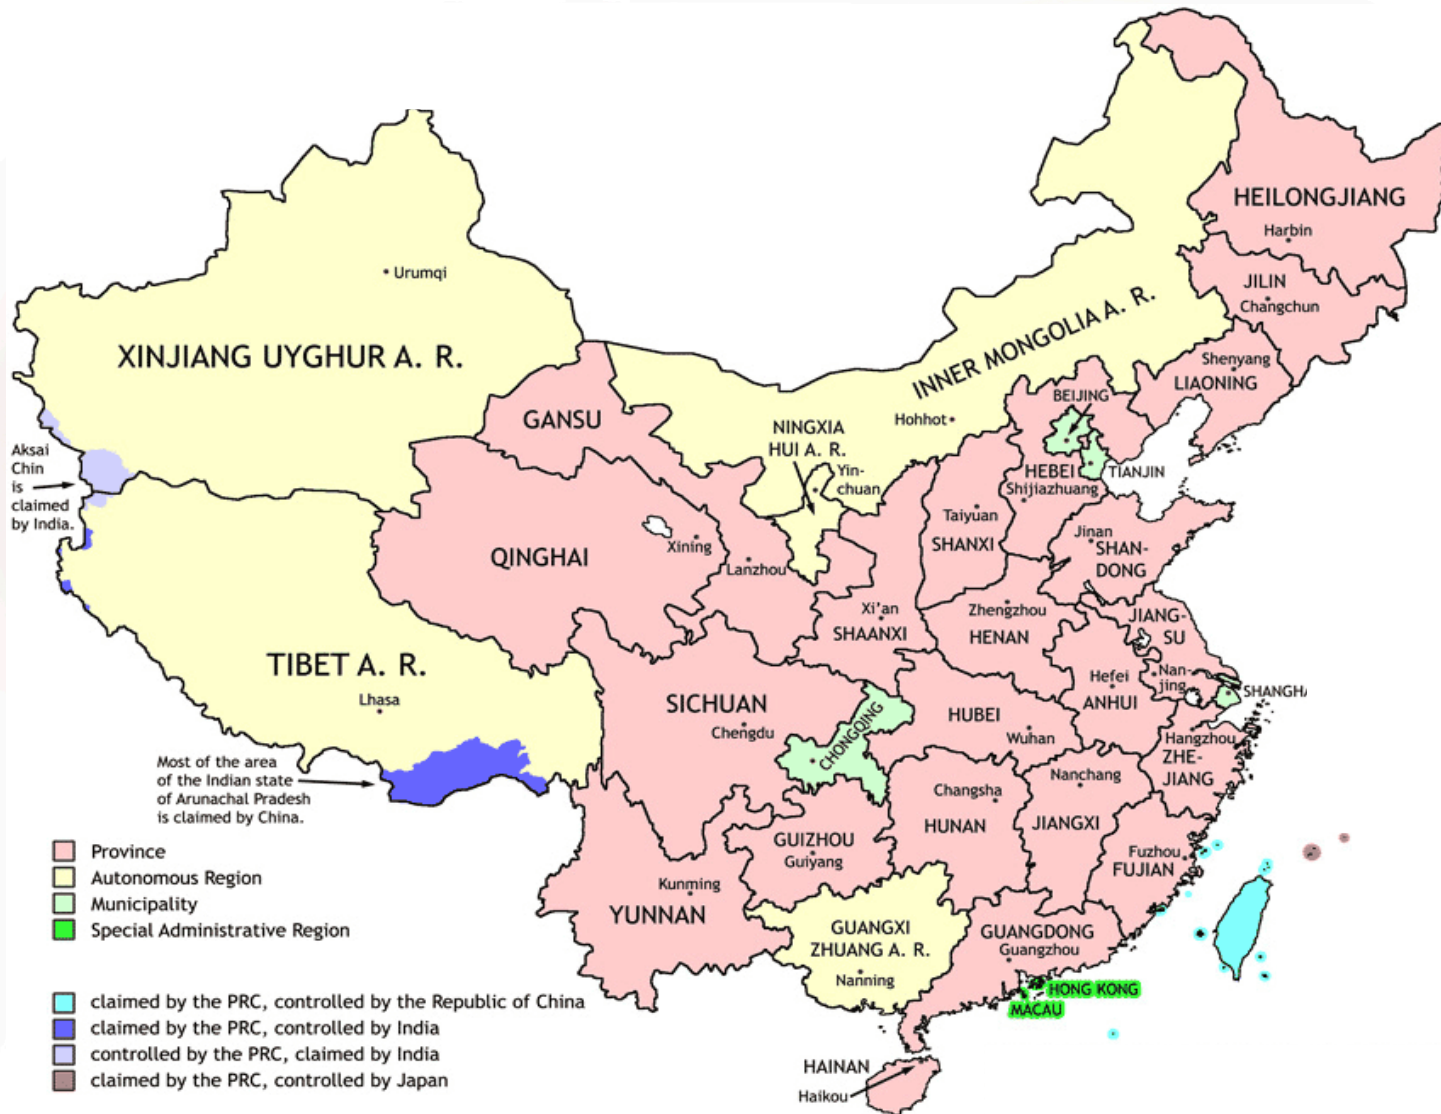 HEILONGJIANG
Harbin
JILIN
Changchun
Urumqi
INNER MONGOLIA A. R.
XINJIANG UYGHUR A. R.
Shenyang
LIAONING
BEIJING
GANSU
Hohhot
NINGXIA
HUI A. R.
Yin-
chuan
HEBEI
Shijiazhuang
TIANJIN
Aksai
Chin
is
claimed
by India.
Taiyuan
SHANXI
Jinan
SHAN-
DONG
QINGHAI
Xining
Lanzhou
Xi'an
SHAANXI
Zhengzhou
HENAN
JIANG-
SU
TIBET A. R.
Lhasa
Hefei
ANHUI
Nan-
jing
SHANGHA
SICHUAN
Chengdu
CHONGQING
HUBEI
Wuhan
Hangzhou
ZHE-
JIANG
Most of the area
of the Indian state
of Arunachal Pradesh
is claimed by China.
Changsha
HUNAN
Nanchang
JIANGXI
GUIZHOU
Guiyang
Fuzhou
FUJIAN
Kunming
YUNNAN
GUANGXI
ZHUANG A. R.
Nanning
GUANGDONG
Guangzhou
HONG KONG
MACAU
HAINAN
Haikou
Province
Autonomous Region
Municipality
Special Administrative Region
claimed by the PRC, controlled by the Republic of China
claimed by the PRC, controlled by India
controlled by the PRC, claimed by India
claimed by the PRC, controlled by Japan